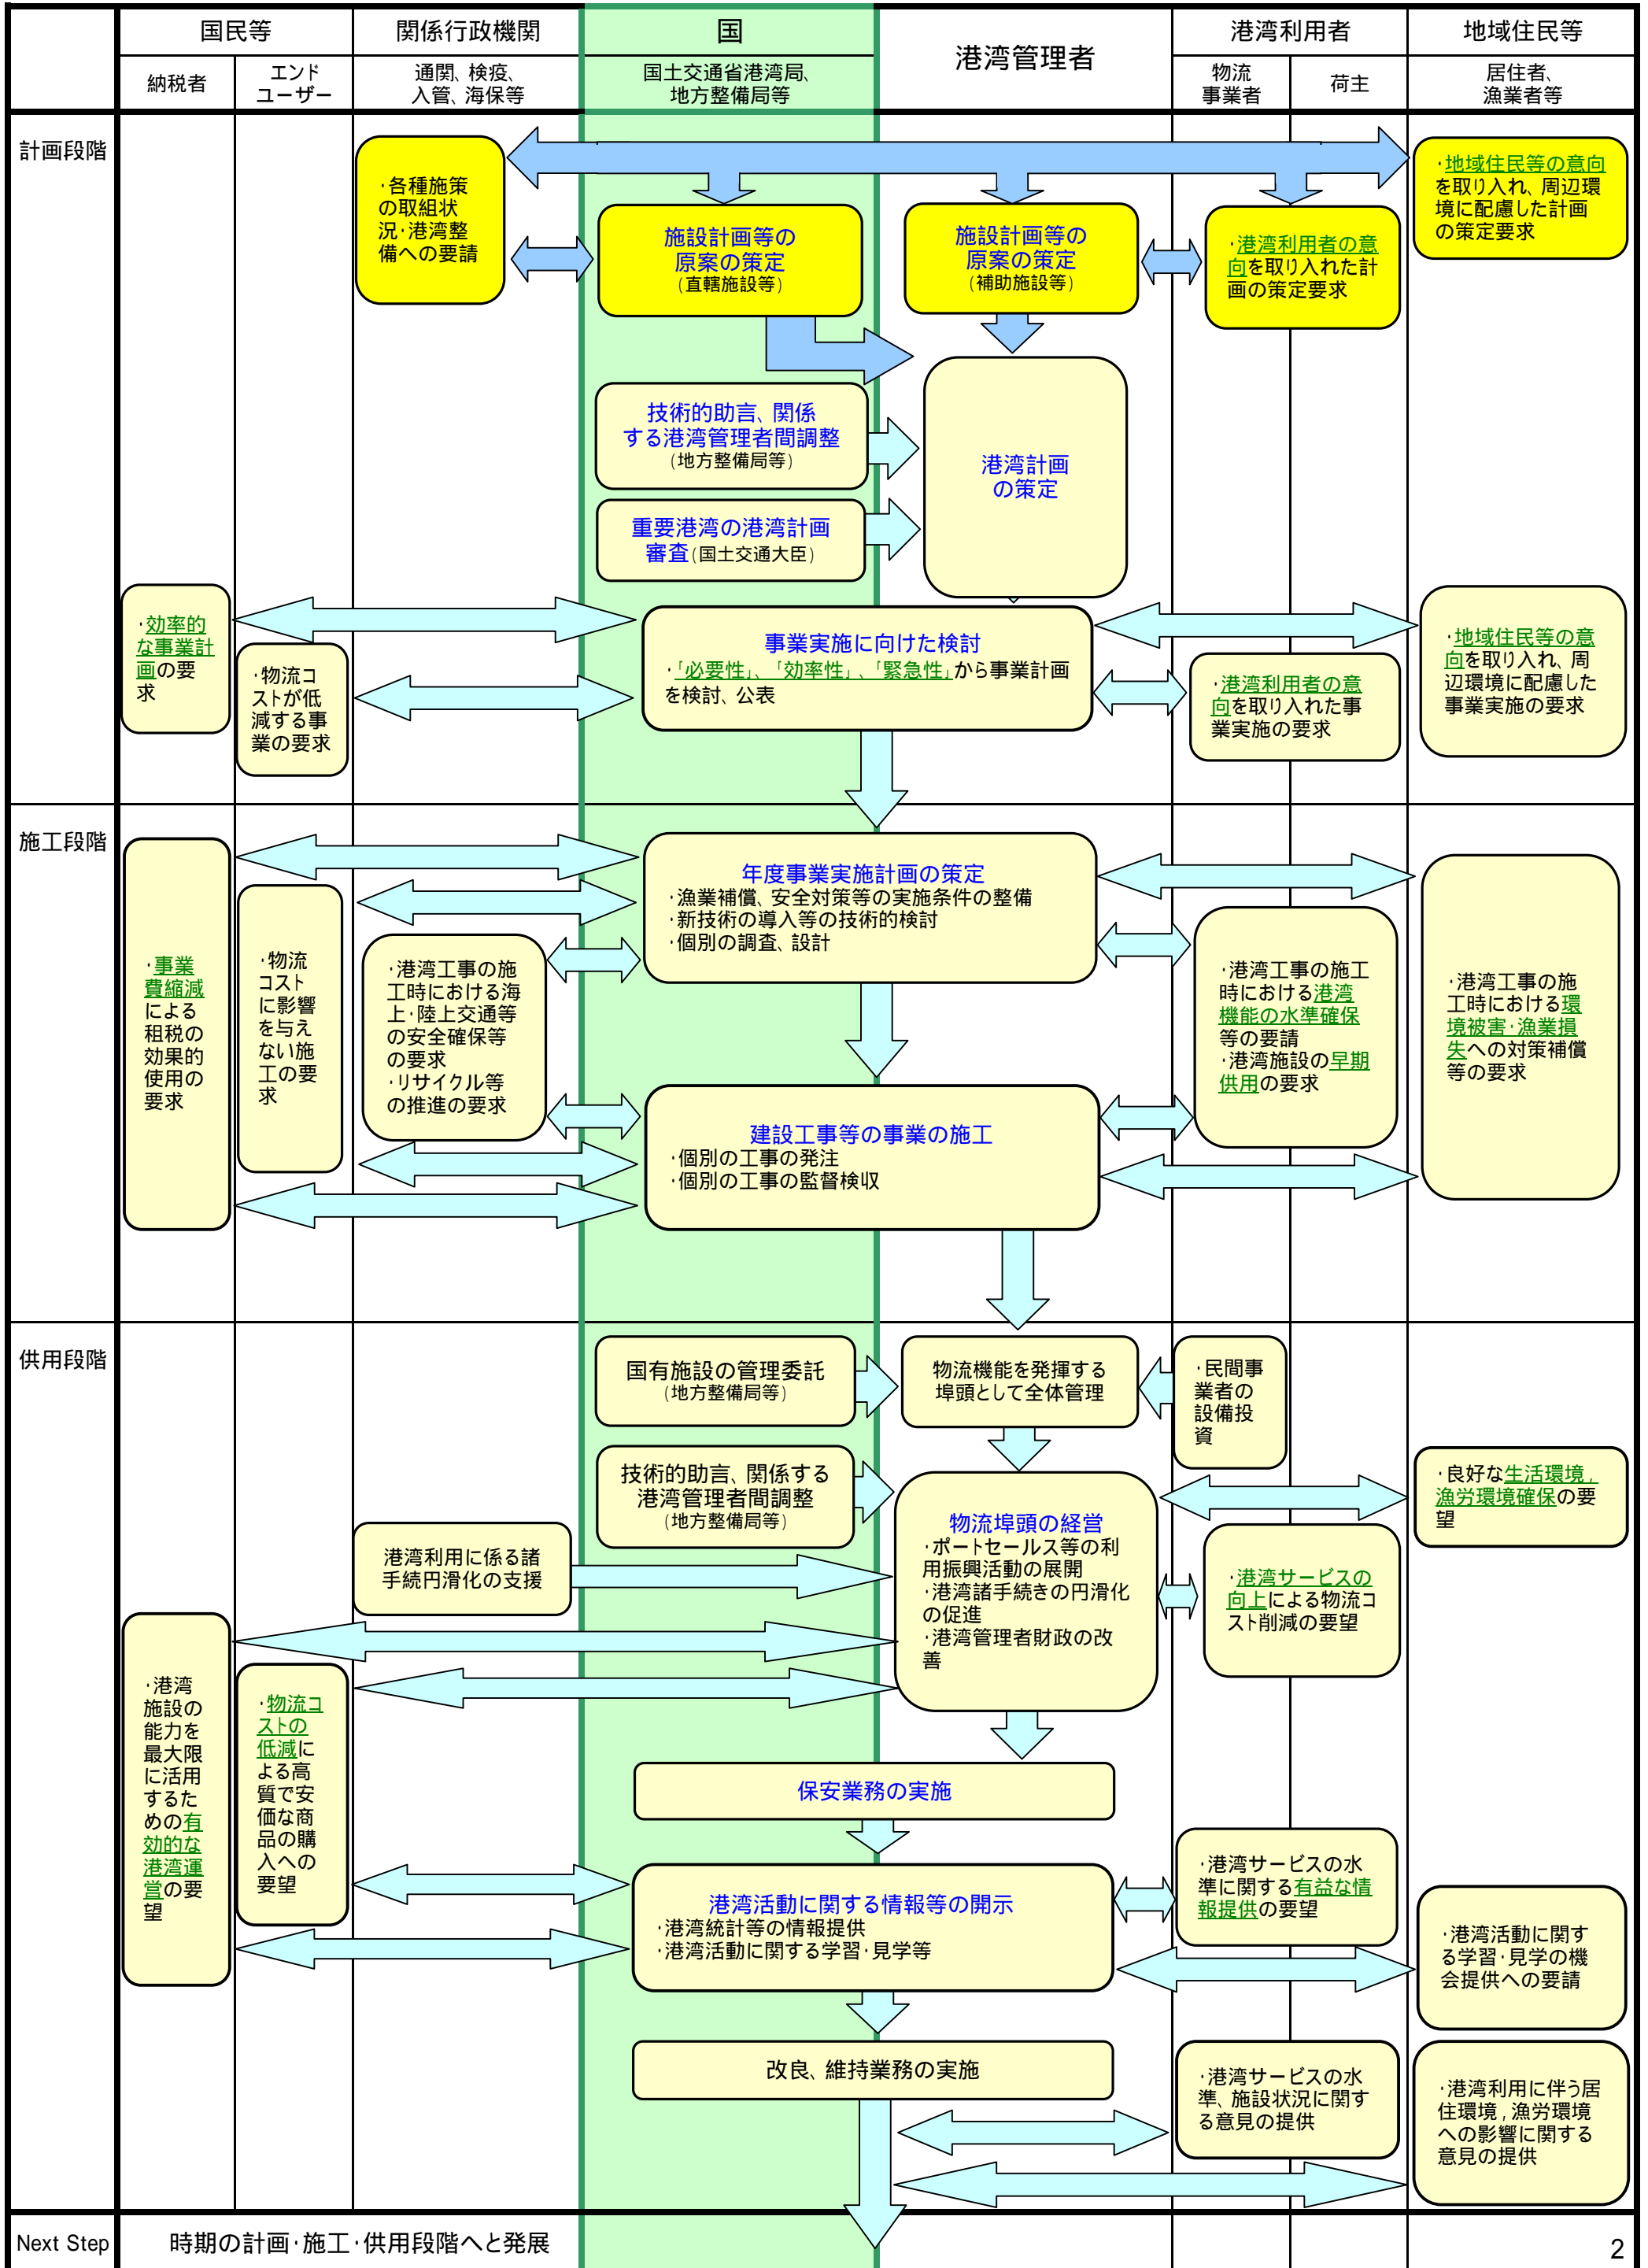 国民等
関係行政機関
国
港湾管理者
港湾利用者
地域住民等
納税者
エンド
ユーザー
通関、検疫、
入管、海保等
国土交通省港湾局、
地方整備局等
物流
事業者
荷主
居住者、
漁業者等
計画段階
・各種施策
の取組状
況・港湾整
備への要請
施設計画等の
原案の策定
（直轄施設等）
施設計画等の
原案の策定
（補助施設等）
・港湾利用者の意
向を取り入れた計
画の策定要求
・地域住民等の意向
を取り入れ、周辺環
境に配慮した計画
の策定要求
技術的助言、関係
する港湾管理者間調整
（地方整備局等）
重要港湾の港湾計画
審査（国土交通大臣）
港湾計画
の策定
・効率的
な事業計
画の要
求
・物流コ
ストが低
減する事
業の要求
事業実施に向けた検討
・「必要性」、「効率性」、「緊急性」から事業計画
を検討、公表
・港湾利用者の意
向を取り入れた事
業実施の要求
・地域住民等の意
向を取り入れ、周
辺環境に配慮した
事業実施の要求
施工段階
・事業
費縮減
による
租税の
効果的
使用の
要求
・物流
コスト
に影響
を与え
ない施
工の要
求
・港湾工事の施
工時における海
上・陸上交通等
の安全確保等
の要求
・リサイクル等
の推進の要求
年度事業実施計画の策定
・漁業補償、安全対策等の実施条件の整備
・新技術の導入等の技術的検討
・個別の調査、設計
建設工事等の事業の施工
・個別の工事の発注
・個別の工事の監督検収
・港湾工事の施工
時における港湾
機能の水準確保
等の要請
・港湾施設の早期
供用の要求
・港湾工事の施
工時における環
境被害・漁業損
失への対策補償
等の要求
供用段階
国有施設の管理委託
（地方整備局等）
物流機能を発揮する
埠頭として全体管理
・民間事
業者の
設備投
資
技術的助言、関係する
港湾管理者間調整
（地方整備局等）
港湾利用に係る諸
手続円滑化の支援
物流埠頭の経営
・ポートセールス等の利
用振興活動の展開
・港湾諸手続きの円滑化
の促進
・港湾管理者財政の改
善
・良好な生活環境，
漁労環境確保の要
望
・港湾サービスの
向上による物流コ
スト削減の要望
・港湾
施設の
能力を
最大限
に活用
するた
めの有
効的な
港湾運
営の要
望
・物流コ
ストの
低減に
よる高
質で安
価な商
品の購
入への
要望
保安業務の実施
港湾活動に関する情報等の開示
・港湾統計等の情報提供
・港湾活動に関する学習・見学等
・港湾サービスの水
準に関する有益な情
報提供の要望
・港湾活動に関す
る学習・見学の機
会提供への要請
改良、維持業務の実施
・港湾サービスの水
準、施設状況に関す
る意見の提供
・港湾利用に伴う居
住環境，漁労環境
への影響に関する
意見の提供
Next Step
時期の計画・施工・供用段階へと発展
2